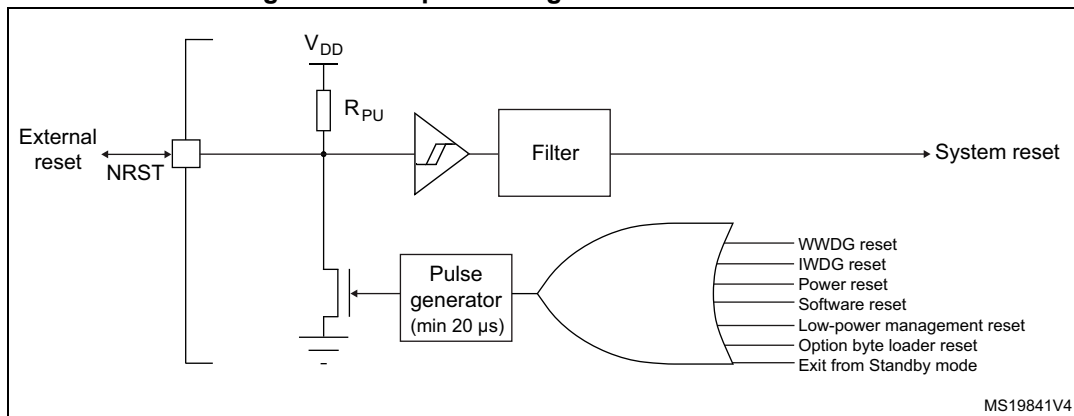 V_DD
R_PU
External
reset
NRST
Filter
System reset
Pulse
generator
(min 20 µs)
WWDG reset
IWDG reset
Power reset
Software reset
Low-power management reset
Option byte loader reset
Exit from Standby mode
MS19841V4